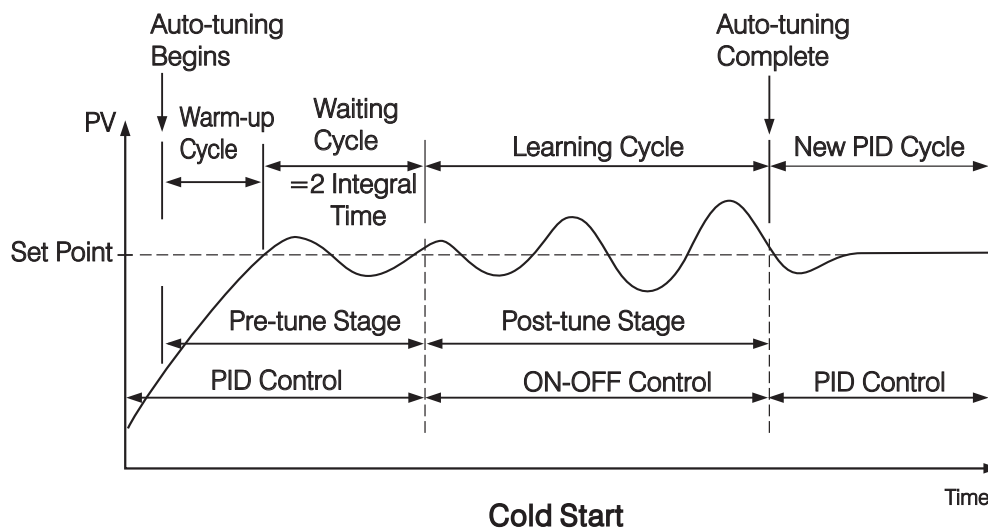 Auto-tuning
Begins
Auto-tuning
Complete
PV
Warm-up
Cycle
Waiting
Cycle
=2 Integral
Time
Learning Cycle
New PID Cycle
Set Point
Pre-tune Stage
Post-tune Stage
PID Control
ON-OFF Control
PID Control
Time
Cold Start